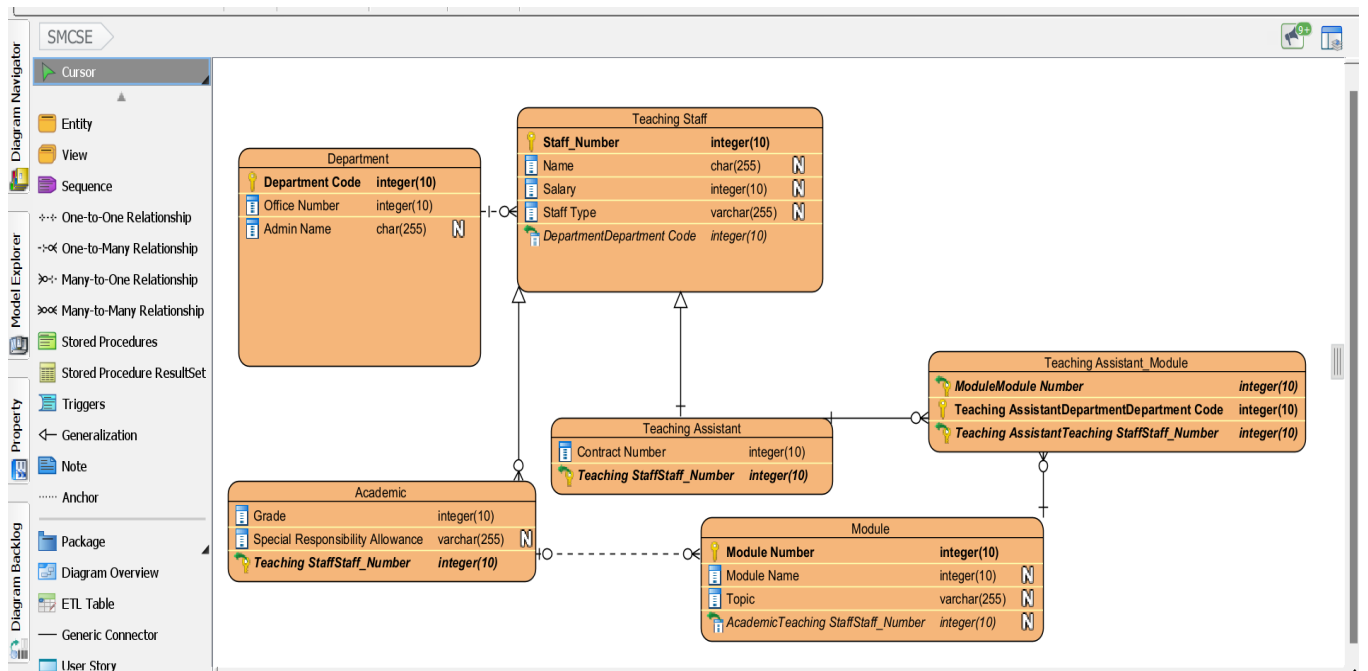 SMCSE
9+
Diagram Navigator
Model Explorer
Property
Diagram Backlog
Cursor
Entity
View
Sequence
One-to-One Relationship
One-to-Many Relationship
Many-to-One Relationship
Many-to-Many Relationship
Stored Procedures
Stored Procedure ResultSet
Triggers
Generalization
Note
Anchor
Package
Diagram Overview
ETL Table
Generic Connector
User Story
Department
Department Code integer(10)
Office Number integer(10)
Admin Name char(255) N
Teaching Staff
Staff_Number integer(10)
Name char(255) N
Salary integer(10) N
Staff Type varchar(255) N
DepartmentDepartment Code integer(10)
Teaching Assistant_Module
ModuleModule Number integer(10)
Teaching AssistantDepartmentDepartment Code integer(10)
Teaching AssistantTeaching StaffStaff_Number integer(10)
Teaching Assistant
Contract Number integer(10)
Teaching StaffStaff_Number integer(10)
Academic
Grade integer(10)
Special Responsibility Allowance varchar(255) N
Teaching StaffStaff_Number integer(10)
Module
Module Number integer(10)
Module Name integer(10) N
Topic varchar(255) N
AcademicTeaching StaffStaff_Number integer(10) N